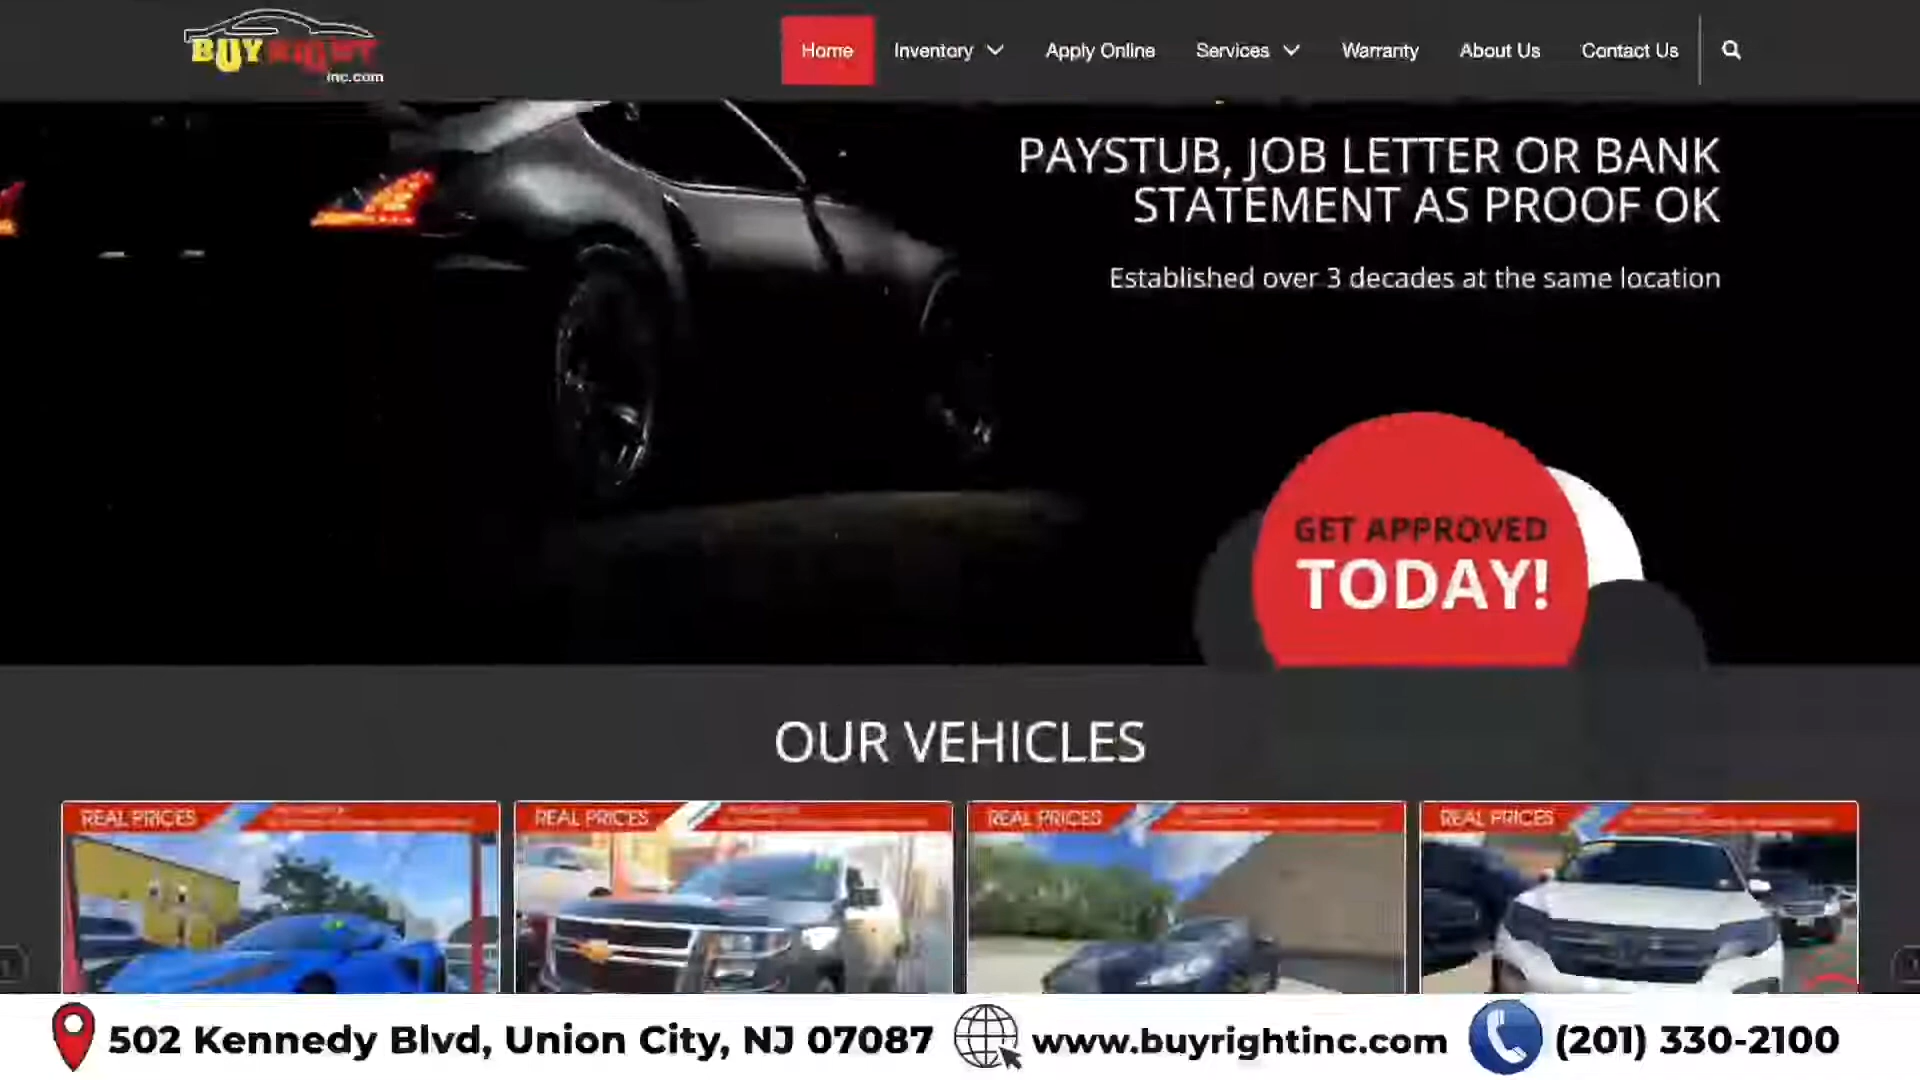 BUY RIGHT
inc.com
Home
Inventory
Apply Online
Services
Warranty
About Us
Contact Us
PAYSTUB, JOB LETTER OR BANK
STATEMENT AS PROOF OK
Established over 3 decades at the same location
GET APPROVED
TODAY!
OUR VEHICLES
REAL PRICES
REAL PRICES
REAL PRICES
REAL PRICES
502 Kennedy Blvd, Union City, NJ 07087
www.buyrightinc.com
(201) 330-2100